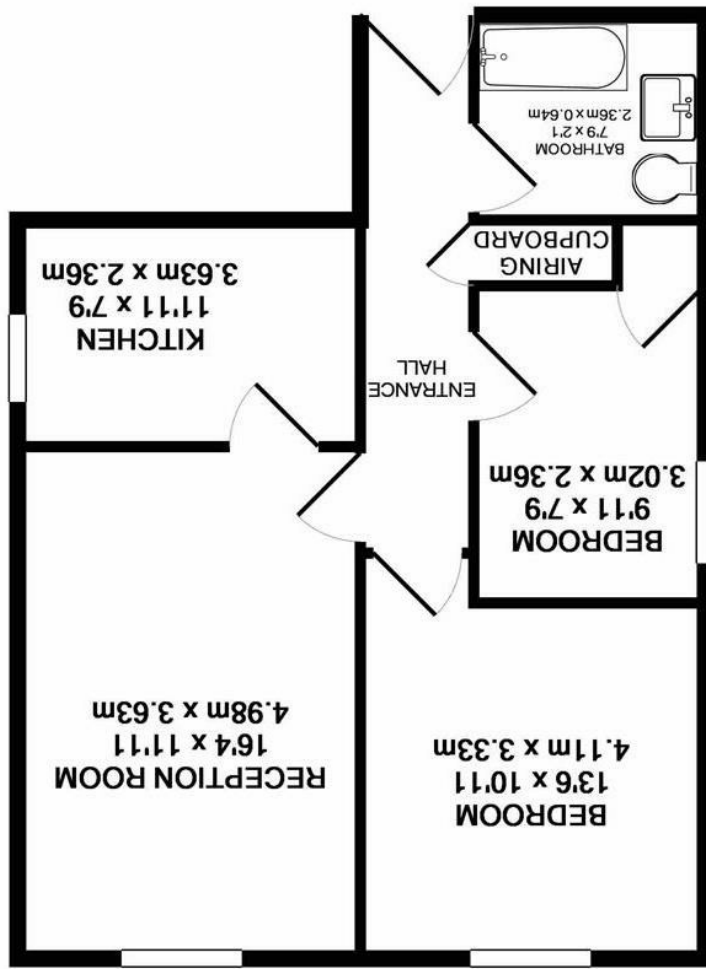 BEDROOM
13'6 x 10'11
4.11m x 3.33m
RECEPTION ROOM
16'4 x 11'11
4.98m x 3.63m
BEDROOM
9'11 x 7'9
3.02m x 2.36m
ENTRANCE
HALL
KITCHEN
11'11 x 7'9
3.63m x 2.36m
AIRING
CUPBOARD
BATHROOM
7'9 x 2'1
2.36m x 0.64m